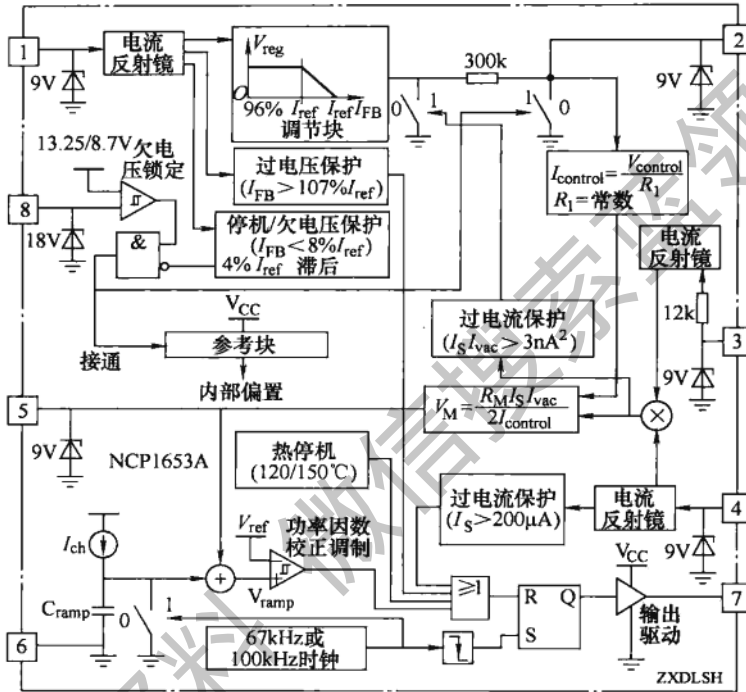 1
电流
反射镜
9V
V_reg
O
96%
I_ref
I_ref I_FB
调节块
0
1
300k
1
0
2
9V
13.25/8.7V
欠电
压锁定
8
18V
&
过电压保护
(I_FB>107%I_ref)
停机/欠电压保护
(I_FB<8%I_ref)
4%I_ref 滞后
I_control=V_control/R_1
R_1=常数
电流
反射镜
12k
3
9V
V_CC
参考块
接通
内部偏置
过电流保护
(I_S I_vac>3nA²)
5
9V
NCP1653A
V_M=R_M I_S I_vac/2I_control
×
热停机
(120/150℃)
过电流保护
(I_S>200μA)
电流
反射镜
4
9V
I_ch
C_ramp
0
1
6
V_ref
功率因数
校正调制
+
V_ramp
≥1
R
Q
S
V_CC
7
输出
驱动
67kHz或
100kHz时钟
ZXDLSH
料 微信搜索蓝领